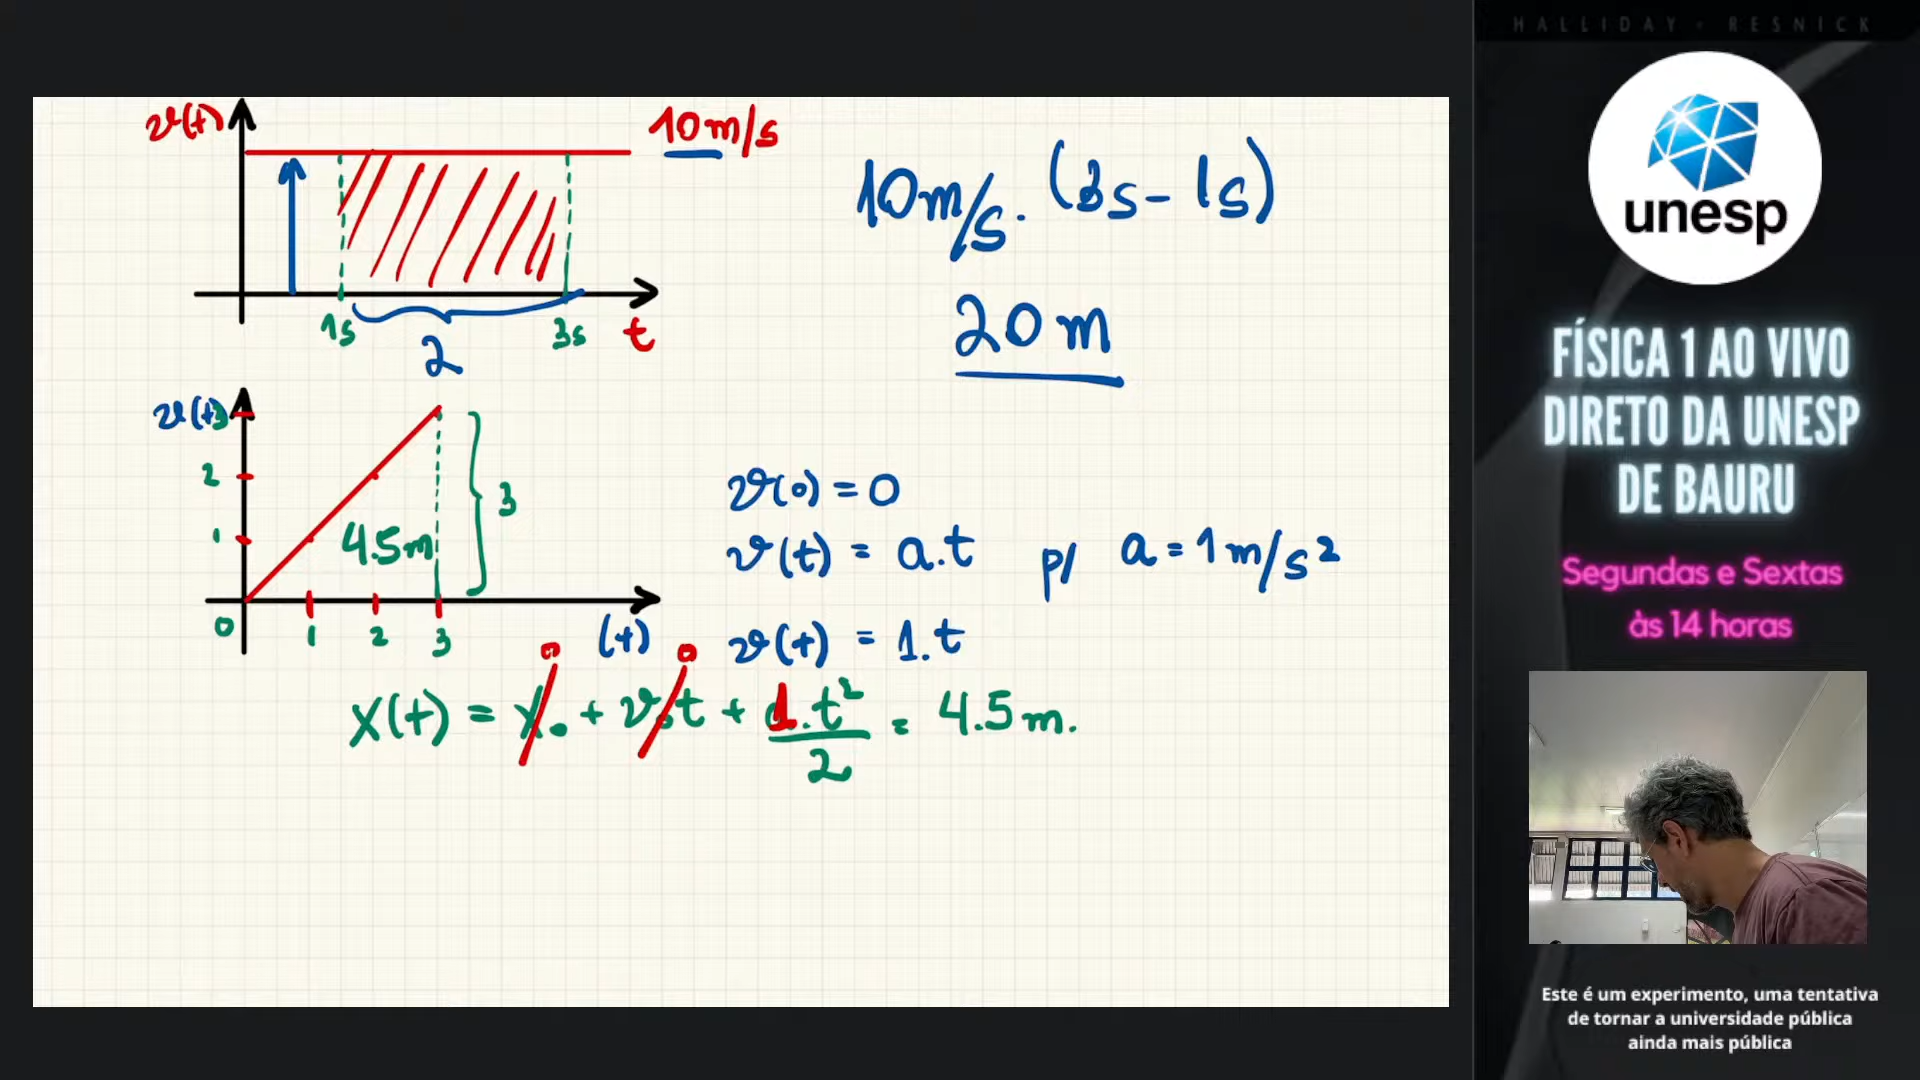 HALLIDAY • RESNICK
v(t)
10m/s
1s
3s
t
2
10m/s. (3s - 1s)
20m
v(t)
3
2
1
4.5m
3
0
1
2
3
(t)
v(0) = 0
v(t) = a.t p/ a = 1m/s²
v(t) = 1.t
0
0
x(t) = x₀ + v₀t + 1.t²/2 = 4.5m.
unesp
FÍSICA 1 AO VIVO
DIRETO DA UNESP
DE BAURU
Segundas e Sextas
às 14 horas
Este é um experimento, uma tentativa
de tornar a universidade pública
ainda mais pública